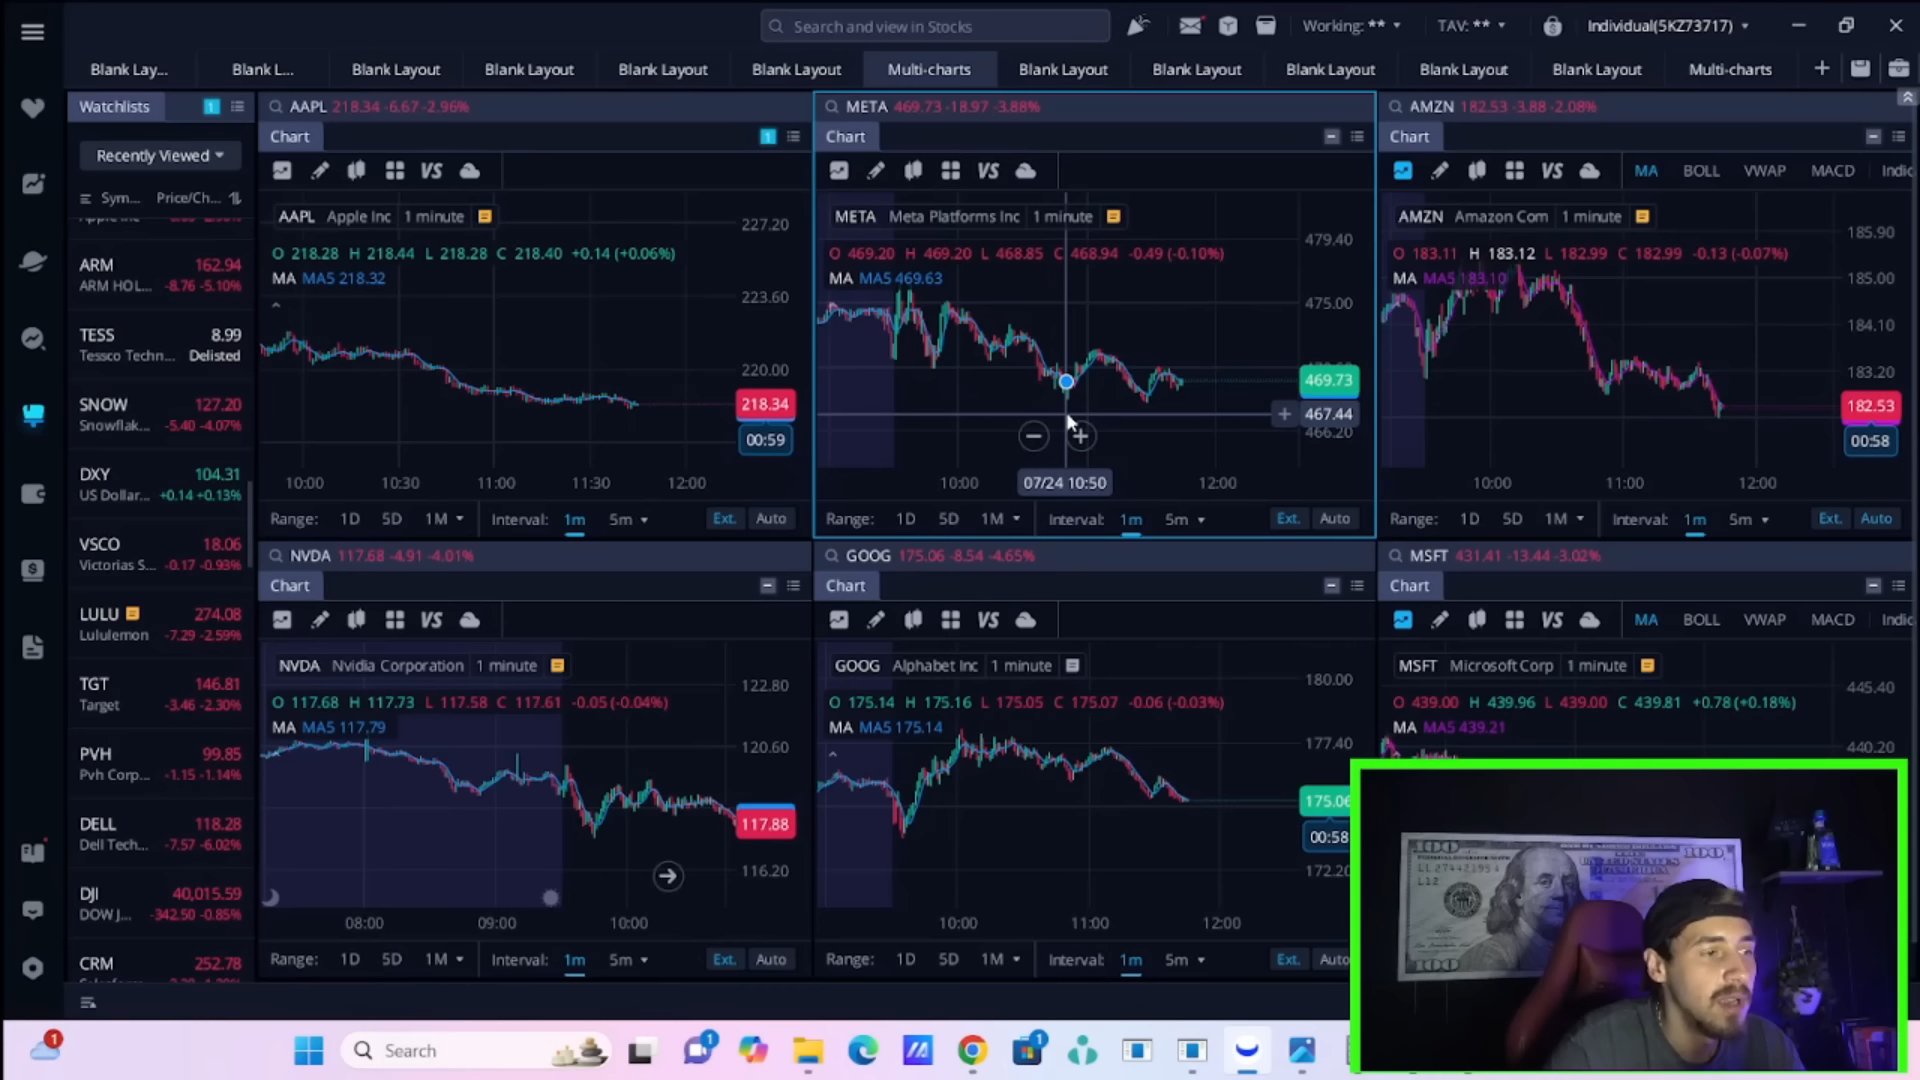 Search and view in Stocks
Working: **
TAV: **
Individual(5KZ73717)
Blank Lay...
Blank L...
Blank Layout
Blank Layout
Blank Layout
Blank Layout
Multi-charts
Blank Layout
Blank Layout
Blank Layout
Blank Layout
Blank Layout
Multi-charts
Watchlists
1
Recently Viewed
Sym...
Price/Ch...
ARM 162.94
ARM HOL... -8.76 -5.10%
TESS 8.99
Tessco Techn... Delisted
SNOW 127.20
Snowflak... -5.40 -4.07%
DXY 104.31
US Dollar... +0.14 +0.13%
VSCO 18.06
Victorias S... -0.17 -0.93%
LULU 274.08
Lululemon -7.29 -2.59%
TGT 146.81
Target -3.46 -2.30%
PVH 99.85
Pvh Corp... -1.15 -1.14%
DELL 118.28
Dell Tech... -7.57 -6.02%
DJI 40,015.59
DOW J... -342.50 -0.85%
CRM 252.78
AAPL 218.34 -6.67 -2.96%
Chart
1
VS
AAPL Apple Inc 1 minute
O 218.28 H 218.44 L 218.28 C 218.40 +0.14 (+0.06%)
MA MA5 218.32
227.20
223.60
220.00
218.34
00:59
10:00 10:30 11:00 11:30 12:00
Range: 1D 5D 1M Interval: 1m 5m Ext. Auto
META 469.73 -18.97 -3.88%
Chart
VS
META Meta Platforms Inc 1 minute
O 469.20 H 469.20 L 468.85 C 468.94 -0.49 (-0.10%)
MA MA5 469.63
479.40
475.00
469.73
467.44
466.20
10:00 07/24 10:50 12:00
Range: 1D 5D 1M Interval: 1m 5m Ext. Auto
AMZN 182.53 -3.88 -2.08%
Chart
VS MA BOLL VWAP MACD Indic
AMZN Amazon Com 1 minute
O 183.11 H 183.12 L 182.99 C 182.99 -0.13 (-0.07%)
MA MA5 183.10
185.90
185.00
184.10
183.20
182.53
00:58
10:00 11:00 12:00
Range: 1D 5D 1M Interval: 1m 5m Ext. Auto
NVDA 117.68 -4.91 -4.01%
Chart
VS
NVDA Nvidia Corporation 1 minute
O 117.68 H 117.73 L 117.58 C 117.61 -0.05 (-0.04%)
MA MA5 117.79
122.80
120.60
117.88
116.20
08:00 09:00 10:00
Range: 1D 5D 1M Interval: 1m 5m Ext. Auto
GOOG 175.06 -8.54 -4.65%
Chart
VS
GOOG Alphabet Inc 1 minute
O 175.14 H 175.16 L 175.05 C 175.07 -0.06 (-0.03%)
MA MA5 175.14
180.00
177.40
175.06
00:58
172.20
10:00 11:00 12:00
Range: 1D 5D 1M Interval: 1m 5m Ext. Auto
MSFT 431.41 -13.44 -3.02%
Chart
VS MA BOLL VWAP MACD Indic
MSFT Microsoft Corp 1 minute
O 439.00 H 439.96 L 439.00 C 439.81 +0.78 (+0.18%)
MA MA5 439.21
445.40
440.20
100
100
100
1
Search
1
1